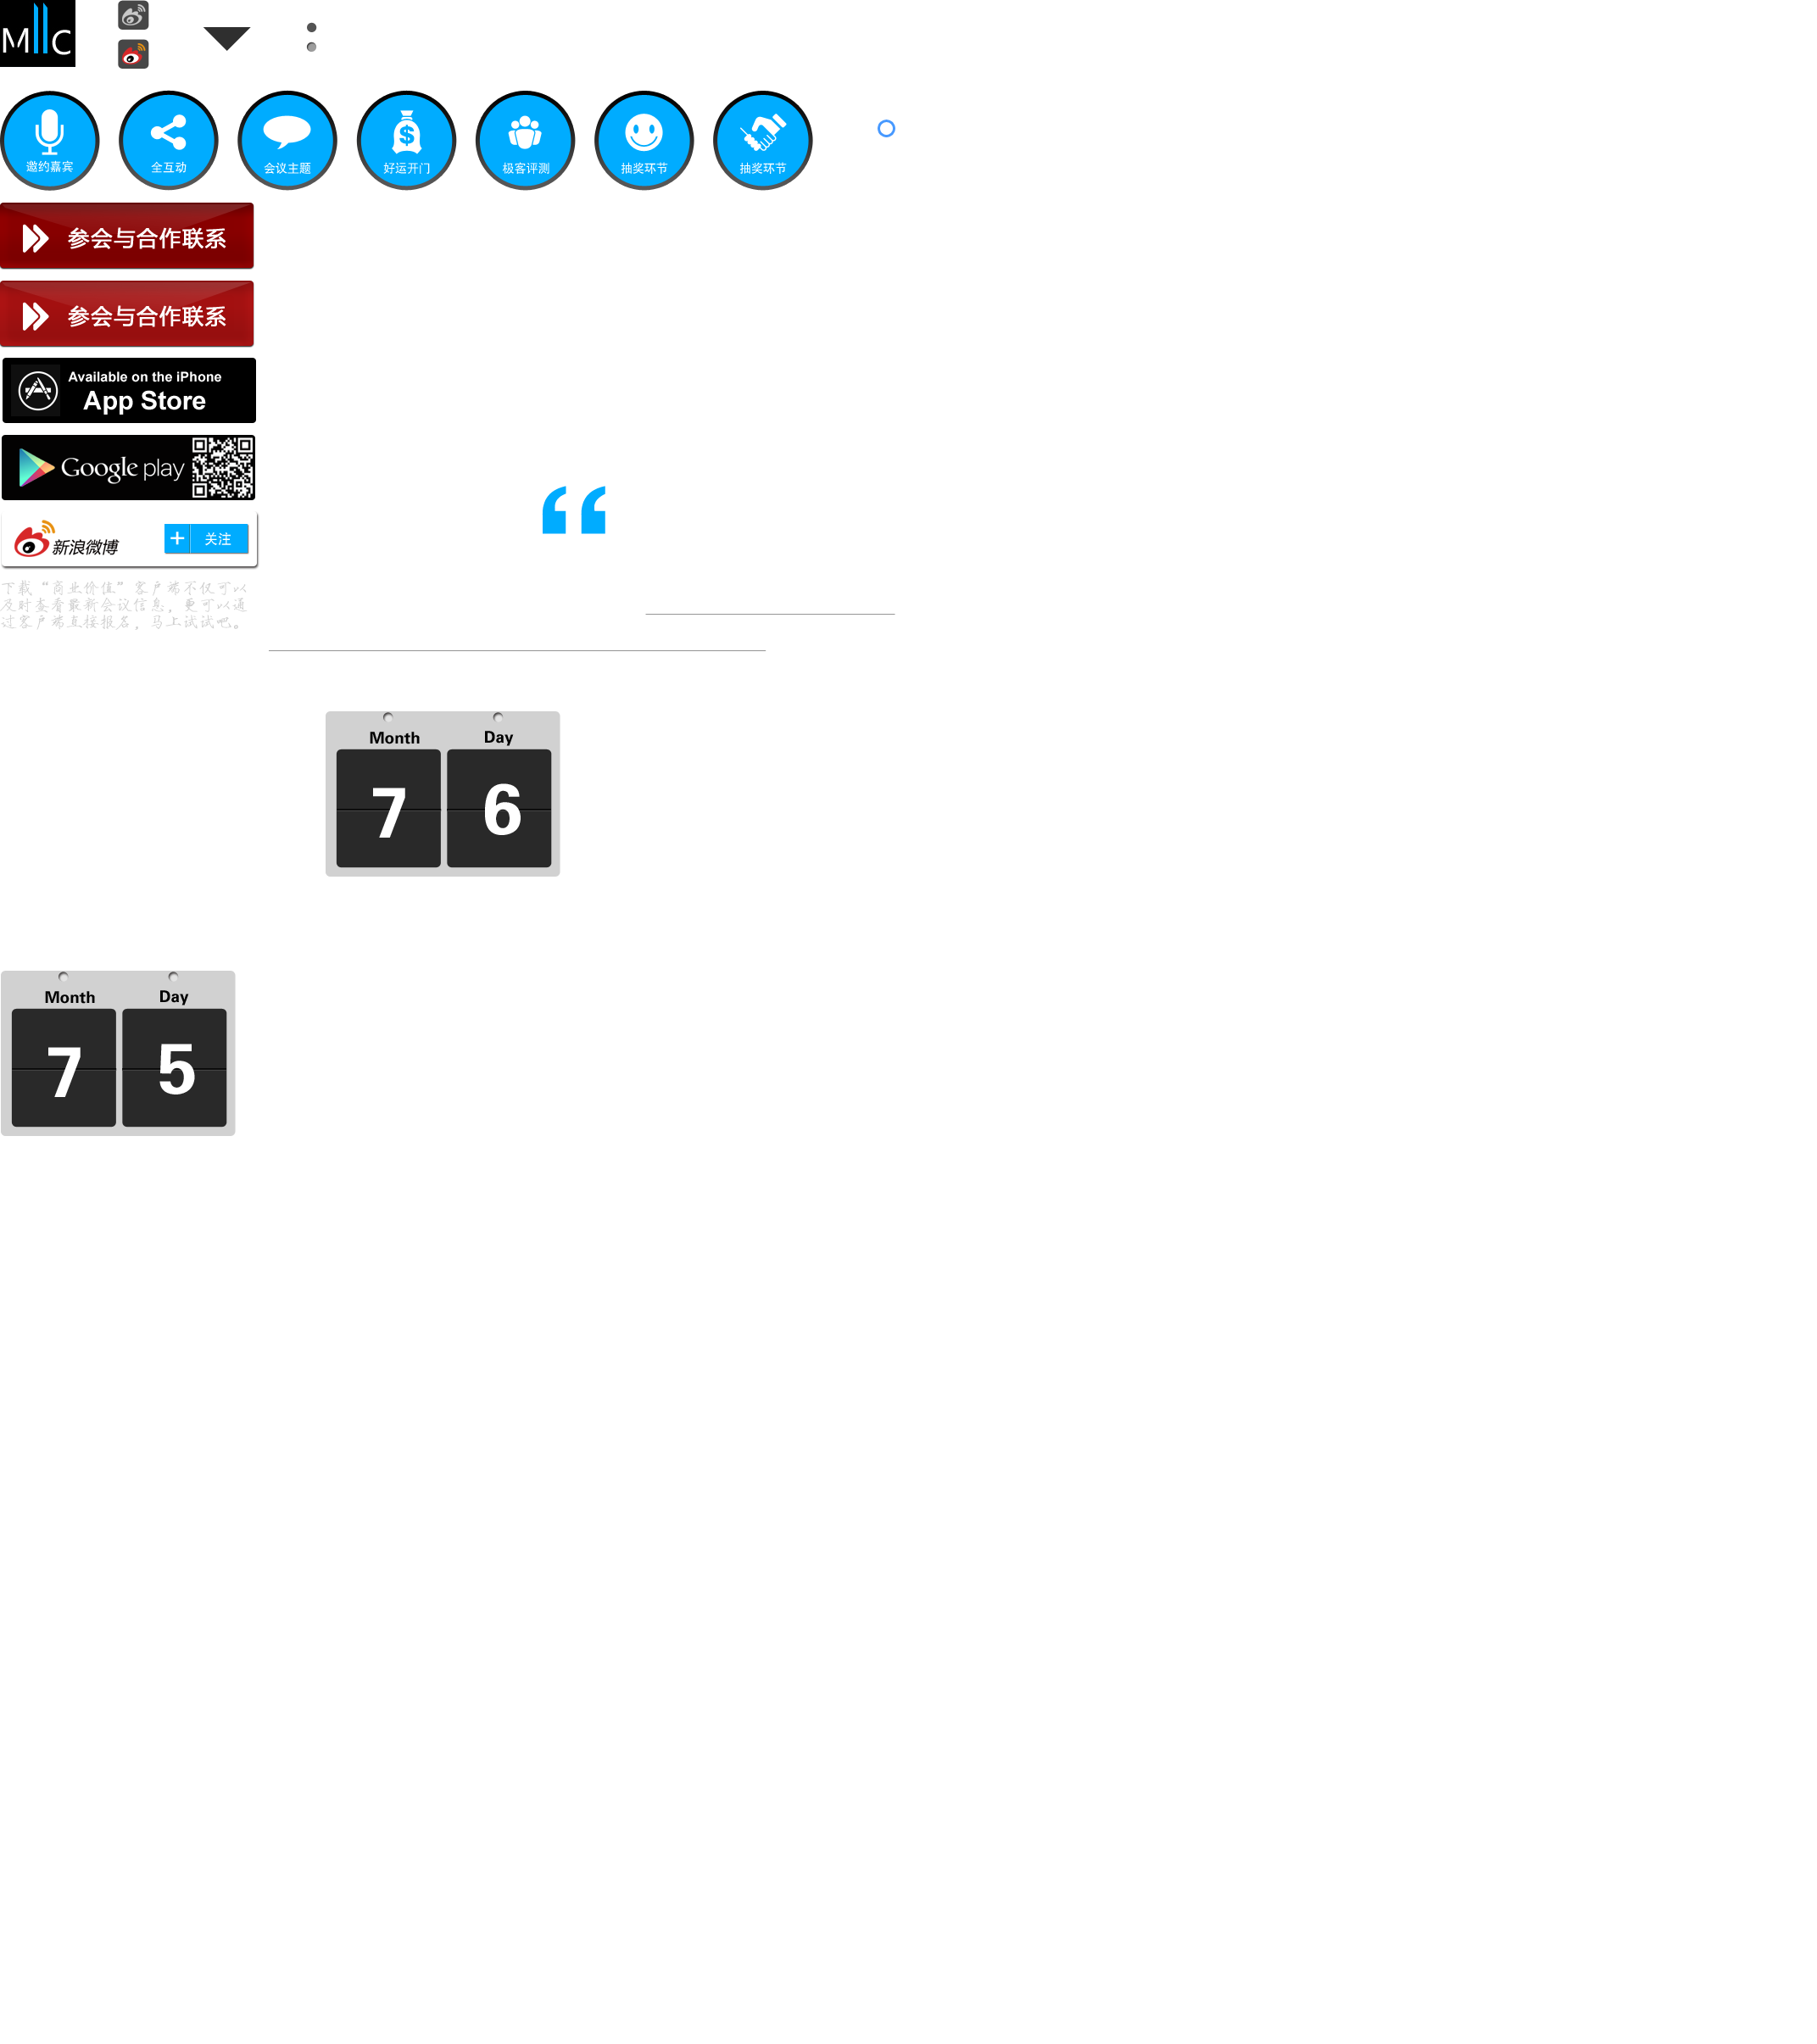 MIIC
邀约嘉宾
全互动
会议主题
好运开门
极客评测
抽奖环节
抽奖环节
参会与合作联系
参会与合作联系
Available on the iPhone
App Store
Google play
新浪微博
+ 关注
下载“商业价值”客户端不仅可以
及时查看最新会议信息，更可以通
过客户端直接报名，马上试试吧。
Month Day
7 6
Month Day
7 5